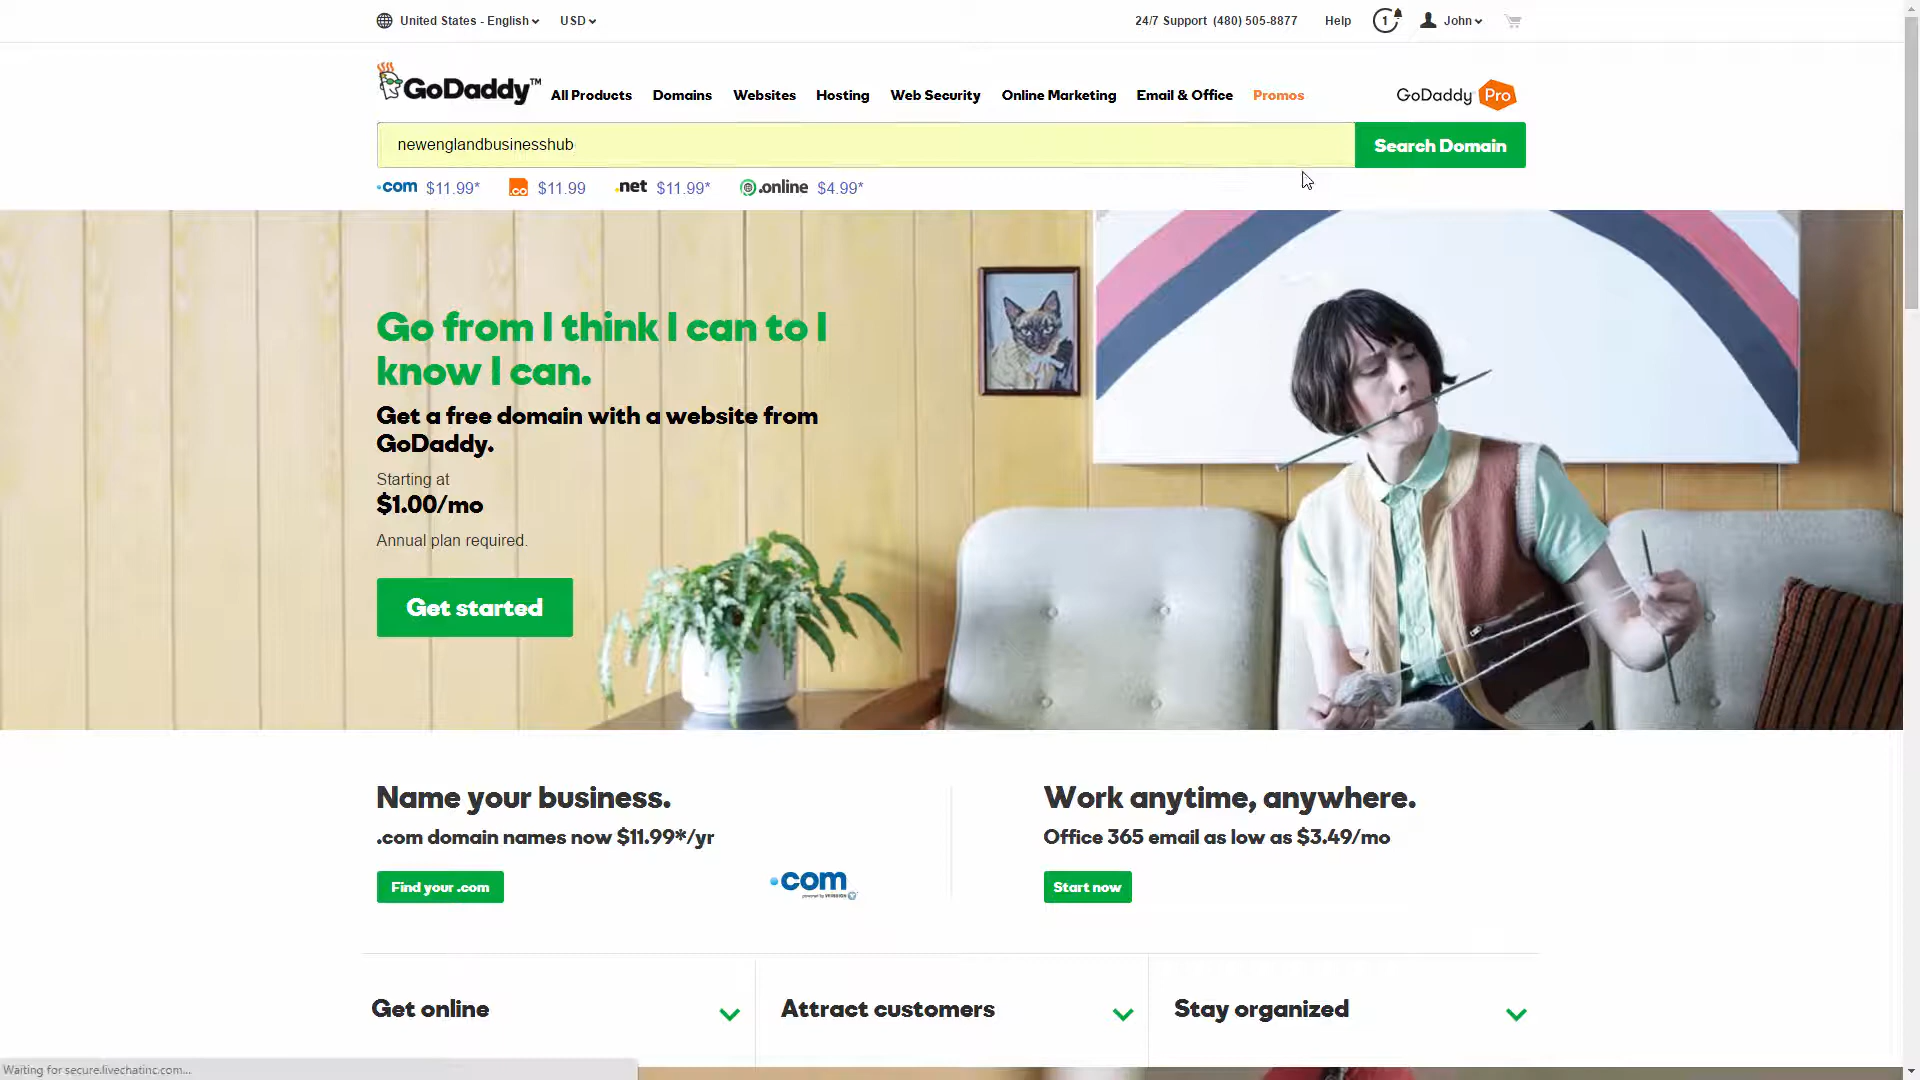 United States - English
USD
24/7 Support (480) 505-8877
Help
1
John
GoDaddy™
All Products
Domains
Websites
Hosting
Web Security
Online Marketing
Email & Office
Promos
GoDaddy Pro
newenglandbusinesshub
Search Domain
.com $11.99*
.co $11.99
.net $11.99*
.online $4.99*
Go from I think I can to I
know I can.
Get a free domain with a website from
GoDaddy.
Starting at
$1.00/mo
Annual plan required.
Get started
Name your business.
.com domain names now $11.99*/yr
Find your .com
.com
Work anytime, anywhere.
Office 365 email as low as $3.49/mo
Start now
Get online
Attract customers
Stay organized
Waiting for secure.livechatinc.com...